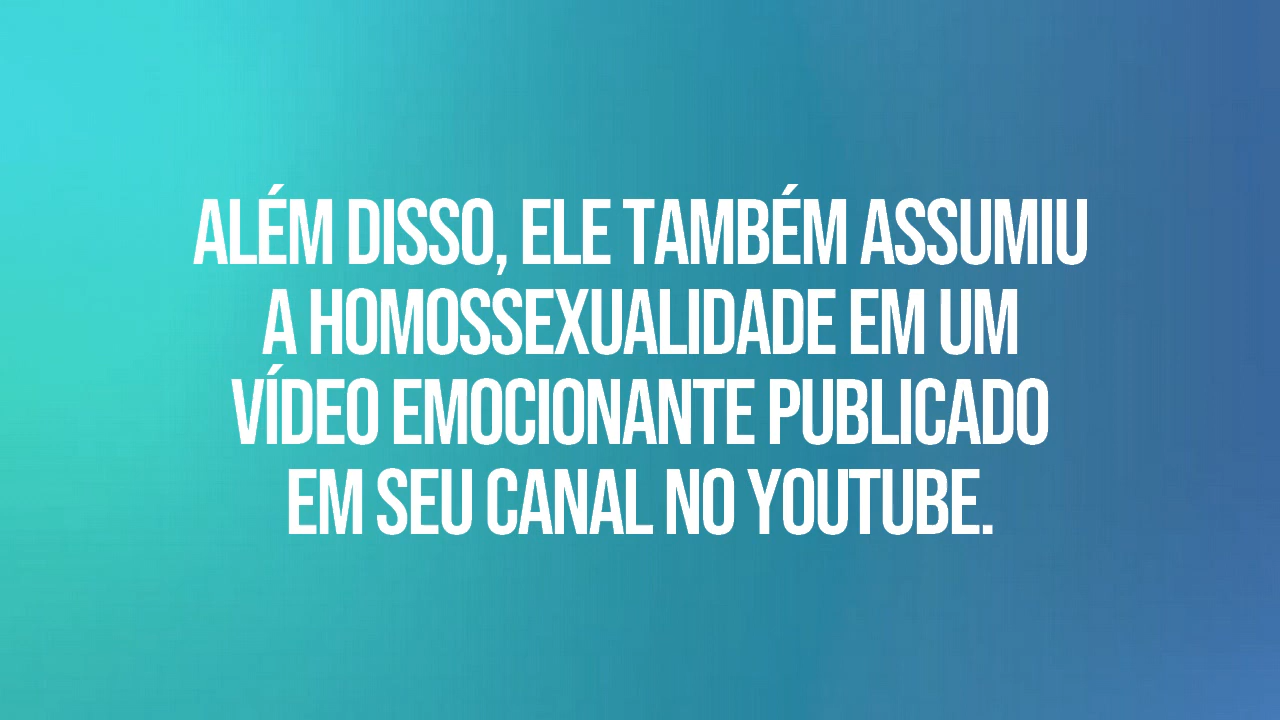 ALÉM DISSO, ELE TAMBÉM ASSUMIU
A HOMOSSEXUALIDADE EM UM
VÍDEO EMOCIONANTE PUBLICADO
EM SEU CANAL NO YOUTUBE.